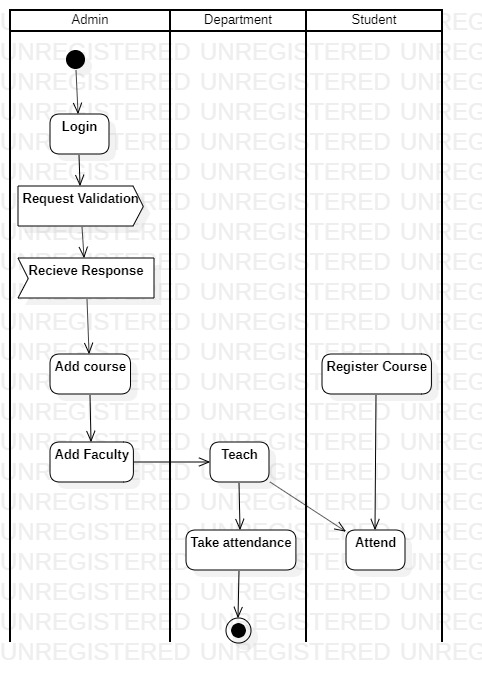 Admin
Department
Student
Login
Request Validation
Recieve Response
Add course
Register Course
Add Faculty
Teach
Take attendance
Attend
UNREGISTERED UNREGISTERED UNREGISTERED